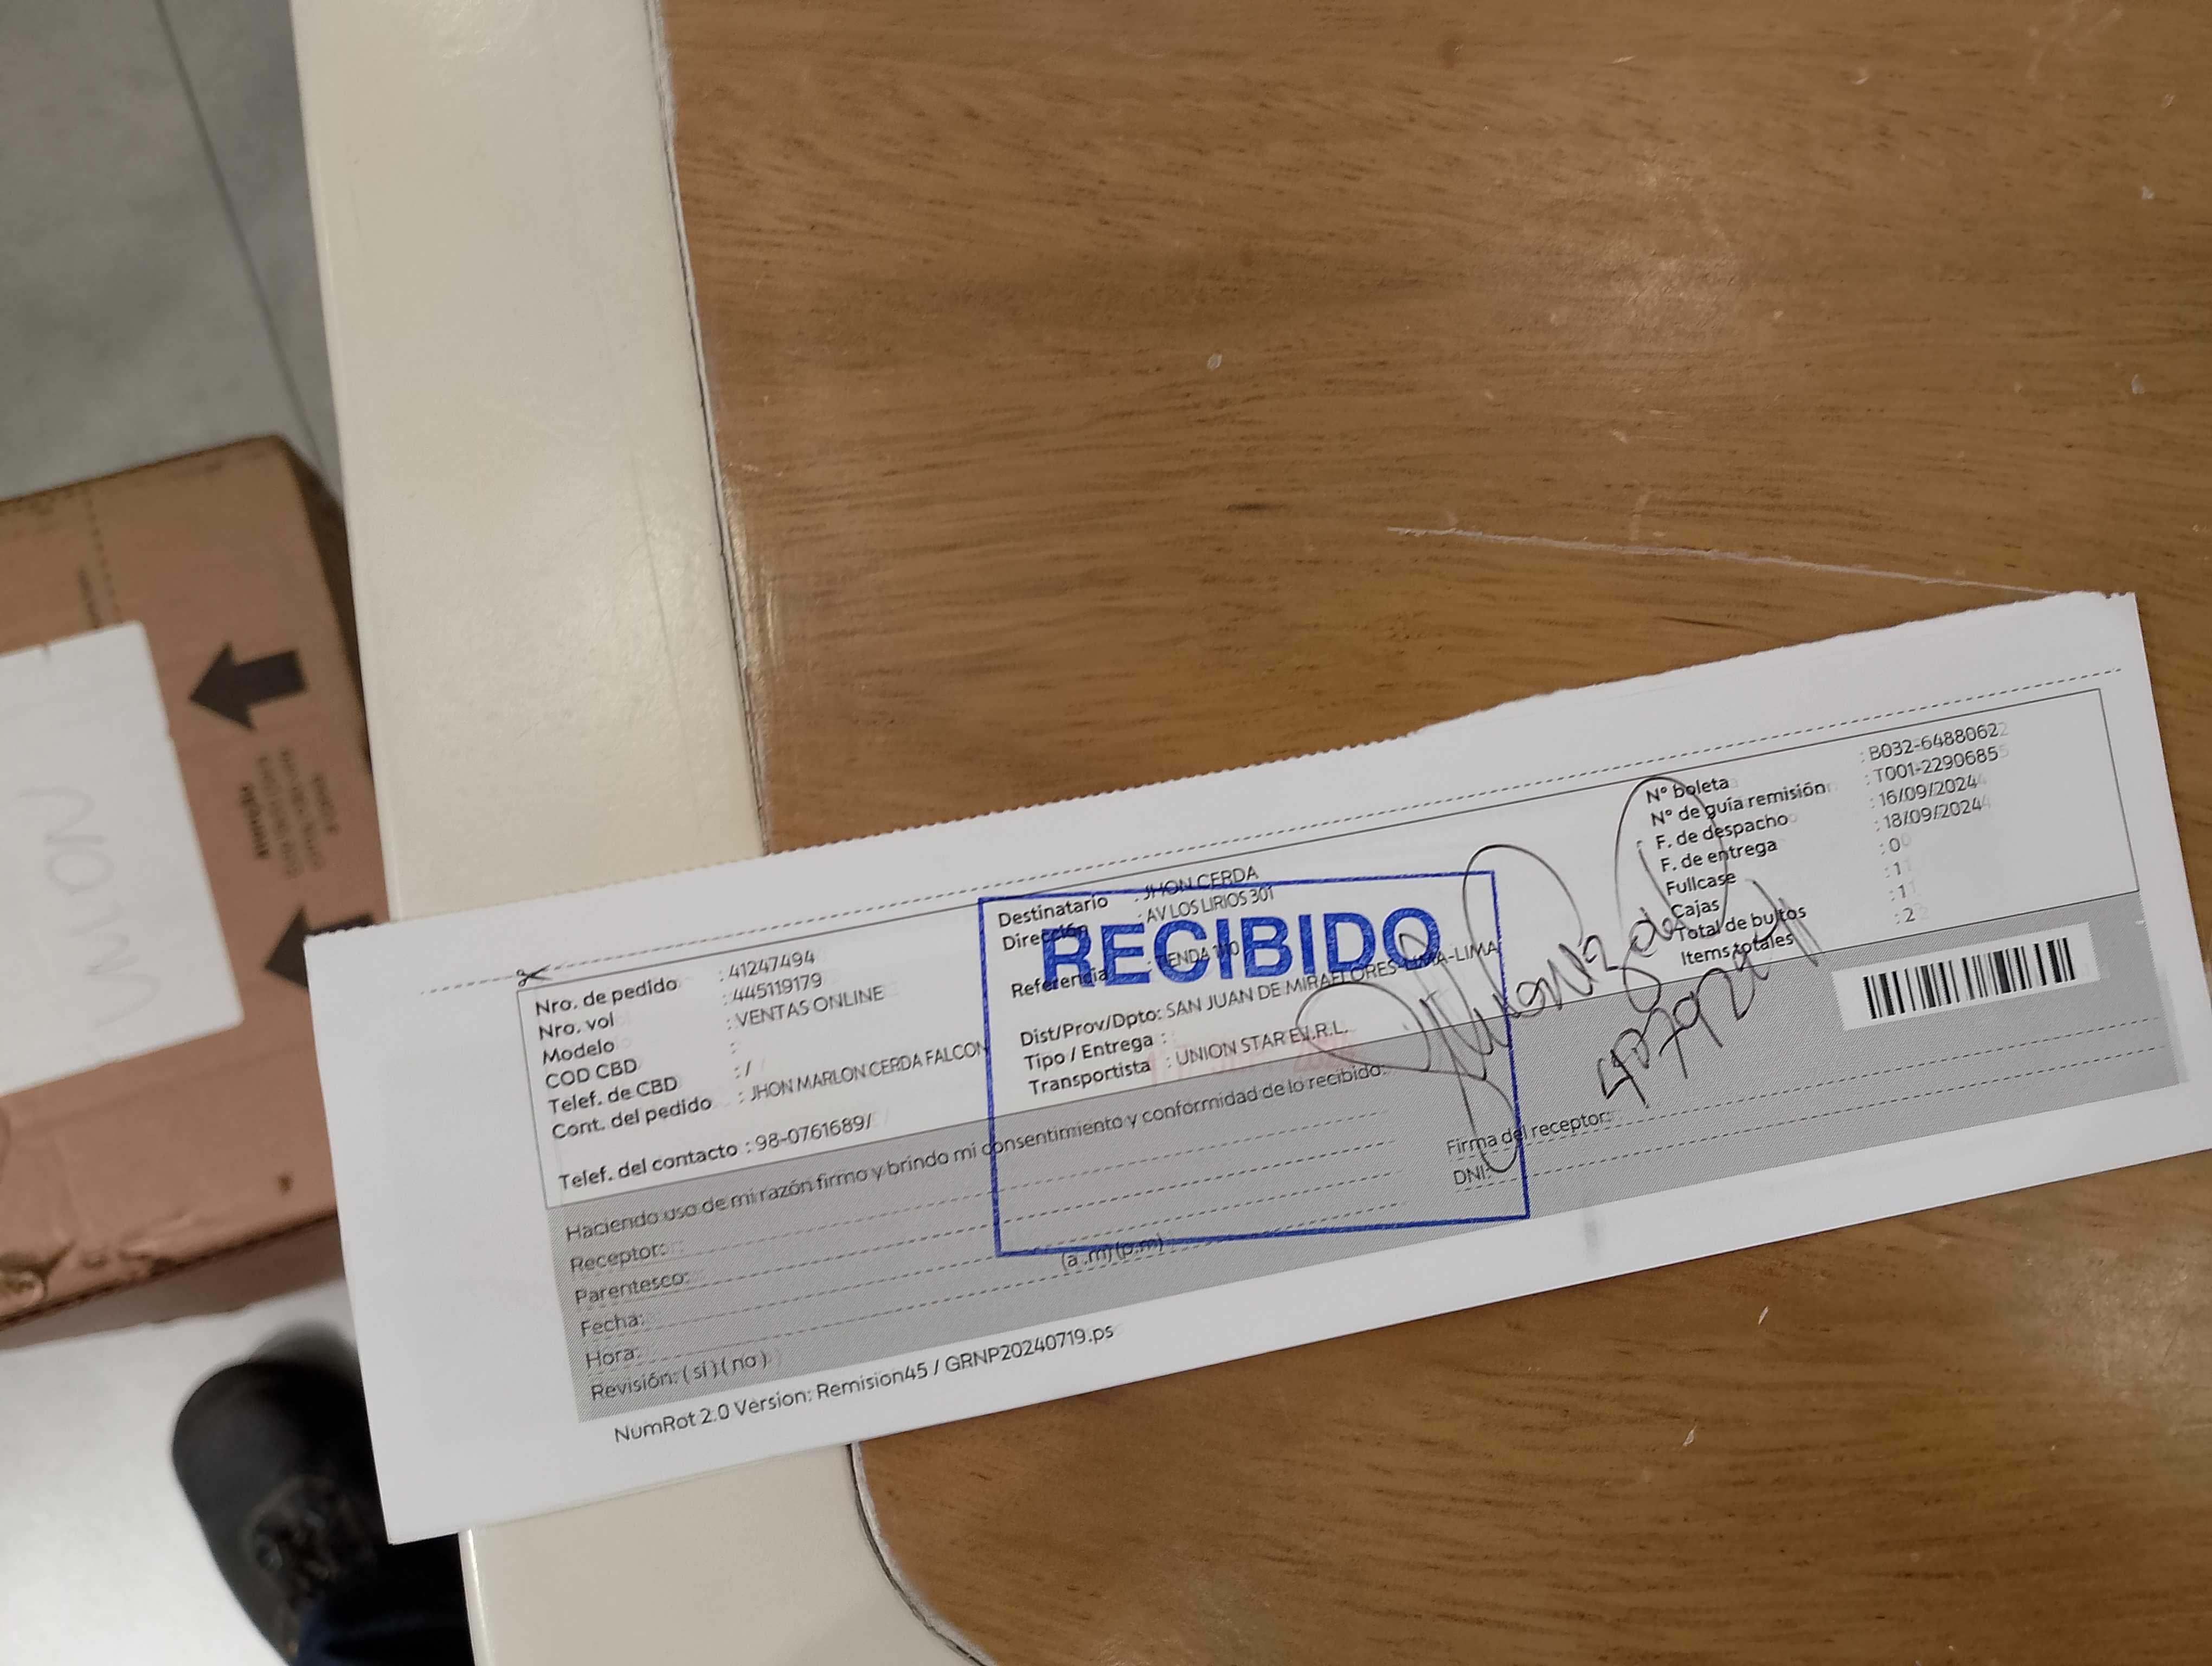 Nro. de pedido : 41247494
Nro. vol : 445119179
Modelo : VENTAS ONLINE
COD CBD :
Telef. de CBD : /
Cont. del pedido : JHON MARLON CERDA FALCON
Telef. del contacto : 98-0761689/
Destinatario : JHON CERDA
Dirección : AV LOS LIRIOS 301
RECIBIDO
Referencia
Dist/Prov/Dpto: SAN JUAN DE MIRAFLORES-LIMA-LIMA
Tipo / Entrega :
Transportista : UNION STAR E.I.R.L.
N° boleta : B032-64880622
N° de guía remisión : T001-22906855
F. de despacho : 16/09/2024
F. de entrega : 18/09/2024
Fullcase : 0
Cajas : 1
Total de bultos : 1
Items totales : 2
Haciendo uso de mi razón firmo y brindo mi consentimiento y conformidad de lo recibido:
Receptor:
Parentesco:
Fecha:
Hora: (a.m) (p.m)
Revisión: ( sí ) ( no )
Firma del receptor:
DNI:
NumRot 2.0 Version: Remision45 / GRNP20240719.ps